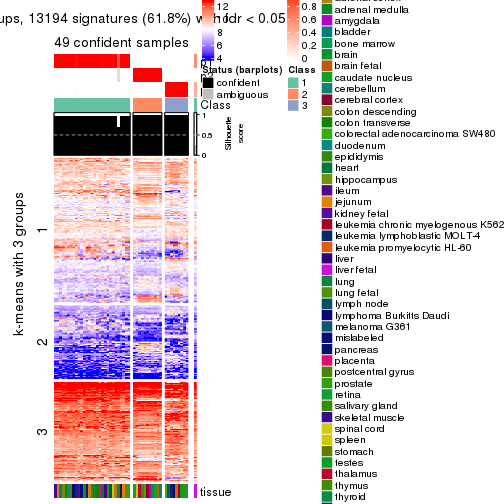 ups, 13194 signatures (61.8%) with fdr < 0.05
49 confident samples
1
2
3
k-means with 3 groups
Class
1
0.5
0
Silhouette
score
tissue
12
8
6
4
Status (barplots)
confident
ambiguous
0.8
0.6
0.4
0.2
0
Class
1
2
3
adrenal medulla
amygdala
bladder
bone marrow
brain
brain fetal
caudate nucleus
cerebellum
cerebral cortex
colon descending
colon transverse
colorectal adenocarcinoma SW480
duodenum
epididymis
heart
hippocampus
ileum
jejunum
kidney fetal
leukemia chronic myelogenous K562
leukemia lymphoblastic MOLT-4
leukemia promyelocytic HL-60
liver
liver fetal
lung
lung fetal
lymph node
lymphoma Burkitts Daudi
melanoma G361
mislabeled
pancreas
placenta
postcentral gyrus
prostate
retina
salivary gland
skeletal muscle
spinal cord
spleen
stomach
testes
thalamus
thymus
thyroid